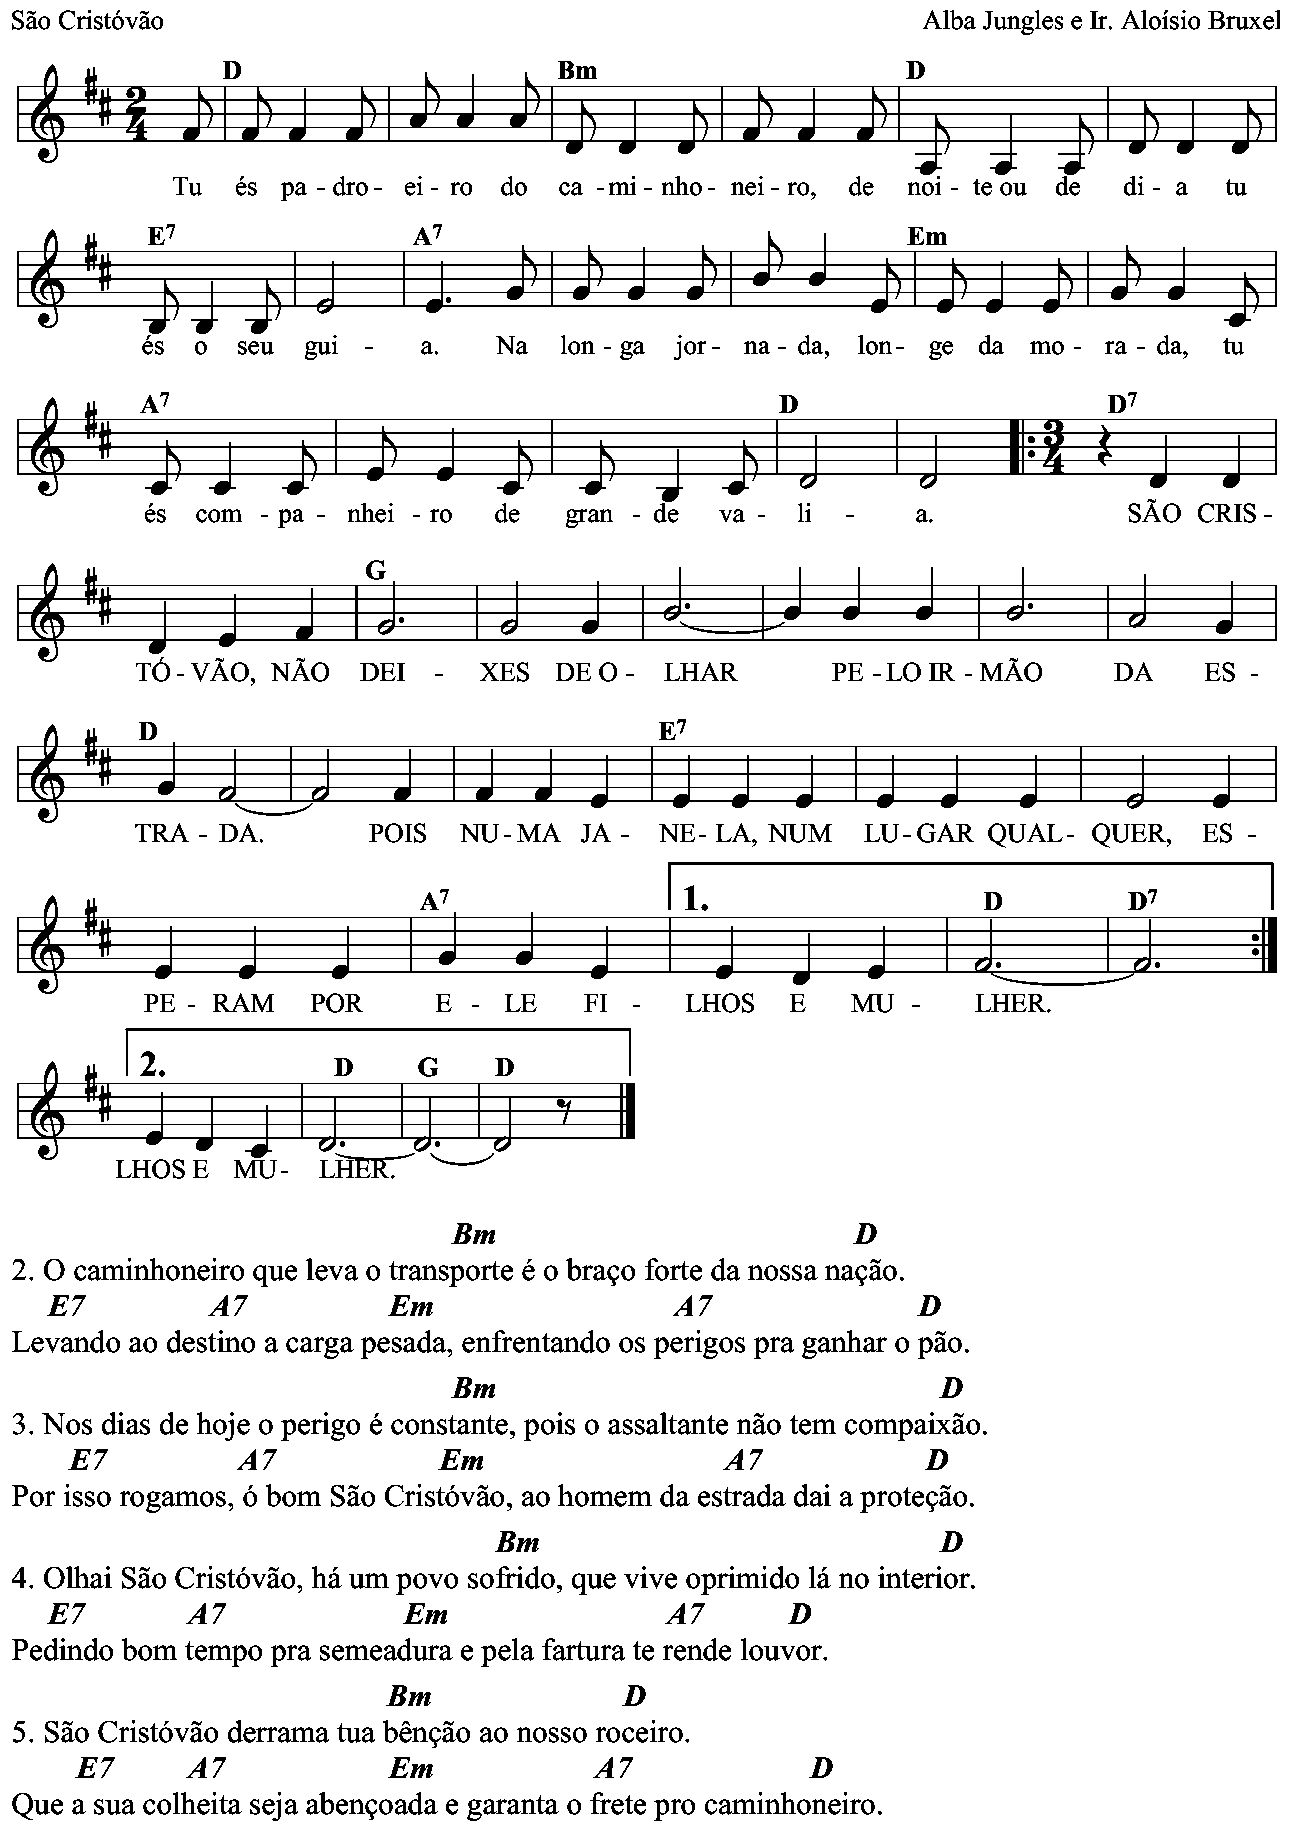 São Cristóvão Alba Jungles e Ir. Aloísio Bruxel
D Bm D
2/4
Tu és pa-dro-ei-ro do ca-mi-nho-nei-ro, de noi-te ou de di-a tu
E7 A7 Em
és o seu gui-a. Na lon-ga jor-na-da, lon-ge da mo-ra-da, tu
A7 D D7
3/4
és com-pa-nhei-ro de gran-de va-li-a. SÃO CRIS-
G
TÓ-VÃO, NÃO DEI-XES DE O-LHAR PE-LO IR-MÃO DA ES-
D E7
TRA-DA. POIS NU-MA JA-NE-LA, NUM LU-GAR QUAL-QUER, ES-
A7 1. D D7
PE-RAM POR E-LE FI-LHOS E MU-LHER.
2. D G D
LHOS E MU-LHER.
Bm D
2. O caminhoneiro que leva o transporte é o braço forte da nossa nação.
E7 A7 Em A7 D
Levando ao destino a carga pesada, enfrentando os perigos pra ganhar o pão.
Bm D
3. Nos dias de hoje o perigo é constante, pois o assaltante não tem compaixão.
E7 A7 Em A7 D
Por isso rogamos, ó bom São Cristóvão, ao homem da estrada dai a proteção.
Bm D
4. Olhai São Cristóvão, há um povo sofrido, que vive oprimido lá no interior.
E7 A7 Em A7 D
Pedindo bom tempo pra semeadura e pela fartura te rende louvor.
Bm D
5. São Cristóvão derrama tua bênção ao nosso roceiro.
E7 A7 Em A7 D
Que a sua colheita seja abençoada e garanta o frete pro caminhoneiro.